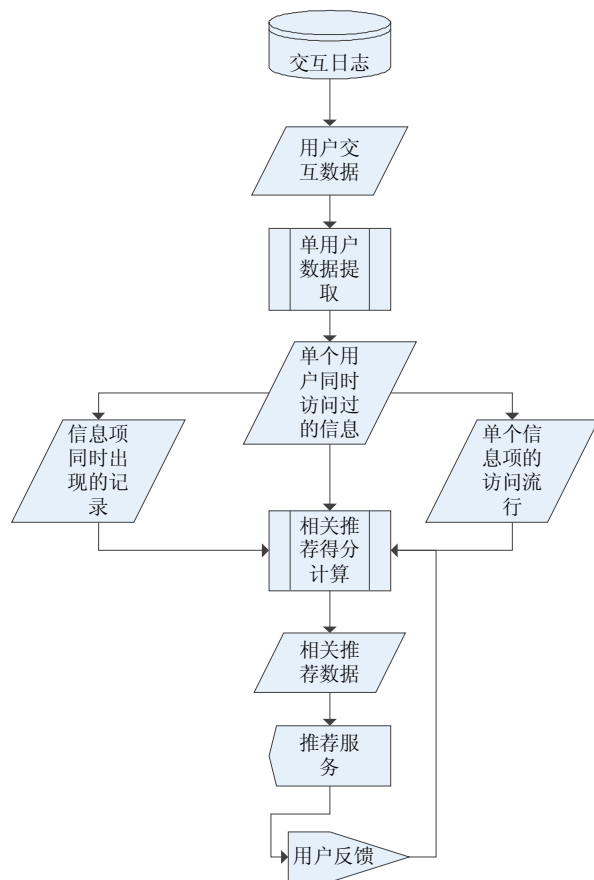 交互日志
用户交
互数据
单用户
数据提
取
单个用
户同时
访问过
的信息
信息项
同时出
现的记
录
单个信
息项的
访问流
行
相关推
荐得分
计算
相关推
荐数据
推荐服
务
用户反馈